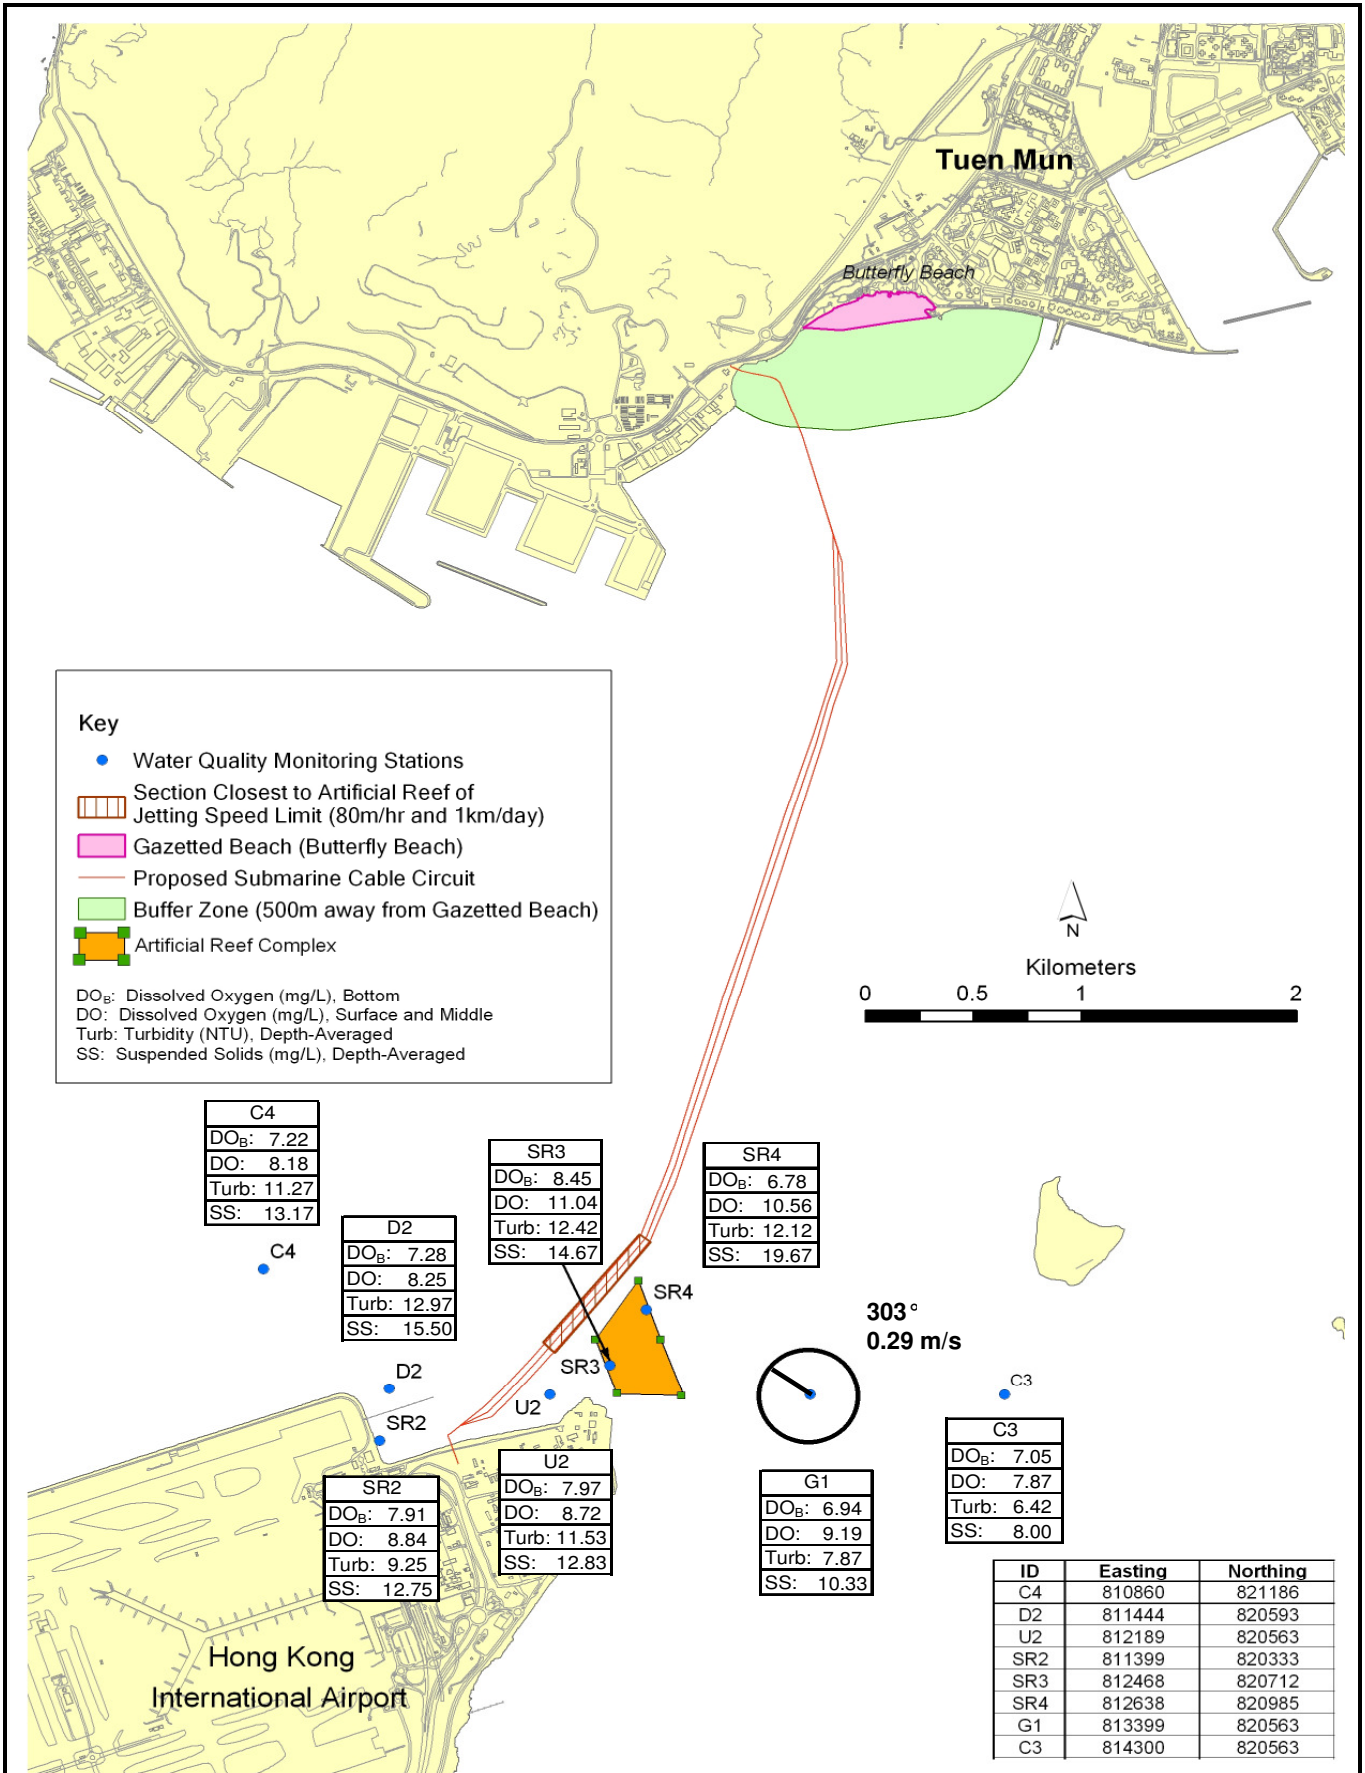 Tuen Mun
Butterfly Beach
Key
Water Quality Monitoring Stations
Section Closest to Artificial Reef of
Jetting Speed Limit (80m/hr and 1km/day)
Gazetted Beach (Butterfly Beach)
Proposed Submarine Cable Circuit
Buffer Zone (500m away from Gazetted Beach)
Artificial Reef Complex
DOB: Dissolved Oxygen (mg/L), Bottom
DO: Dissolved Oxygen (mg/L), Surface and Middle
Turb: Turbidity (NTU), Depth-Averaged
SS: Suspended Solids (mg/L), Depth-Averaged
N
Kilometers
0 0.5 1 2
C4
DOB: 7.22
DO: 8.18
Turb: 11.27
SS: 13.17
C4
D2
DOB: 7.28
DO: 8.25
Turb: 12.97
SS: 15.50
D2
SR3
DOB: 8.45
DO: 11.04
Turb: 12.42
SS: 14.67
SR3
SR4
DOB: 6.78
DO: 10.56
Turb: 12.12
SS: 19.67
SR4
303°
0.29 m/s
U2
SR2
C3
SR2
DOB: 7.91
DO: 8.84
Turb: 9.25
SS: 12.75
U2
DOB: 7.97
DO: 8.72
Turb: 11.53
SS: 12.83
G1
DOB: 6.94
DO: 9.19
Turb: 7.87
SS: 10.33
C3
DOB: 7.05
DO: 7.87
Turb: 6.42
SS: 8.00
Hong Kong
International Airport
ID Easting Northing
C4 810860 821186
D2 811444 820593
U2 812189 820563
SR2 811399 820333
SR3 812468 820712
SR4 812638 820985
G1 813399 820563
C3 814300 820563